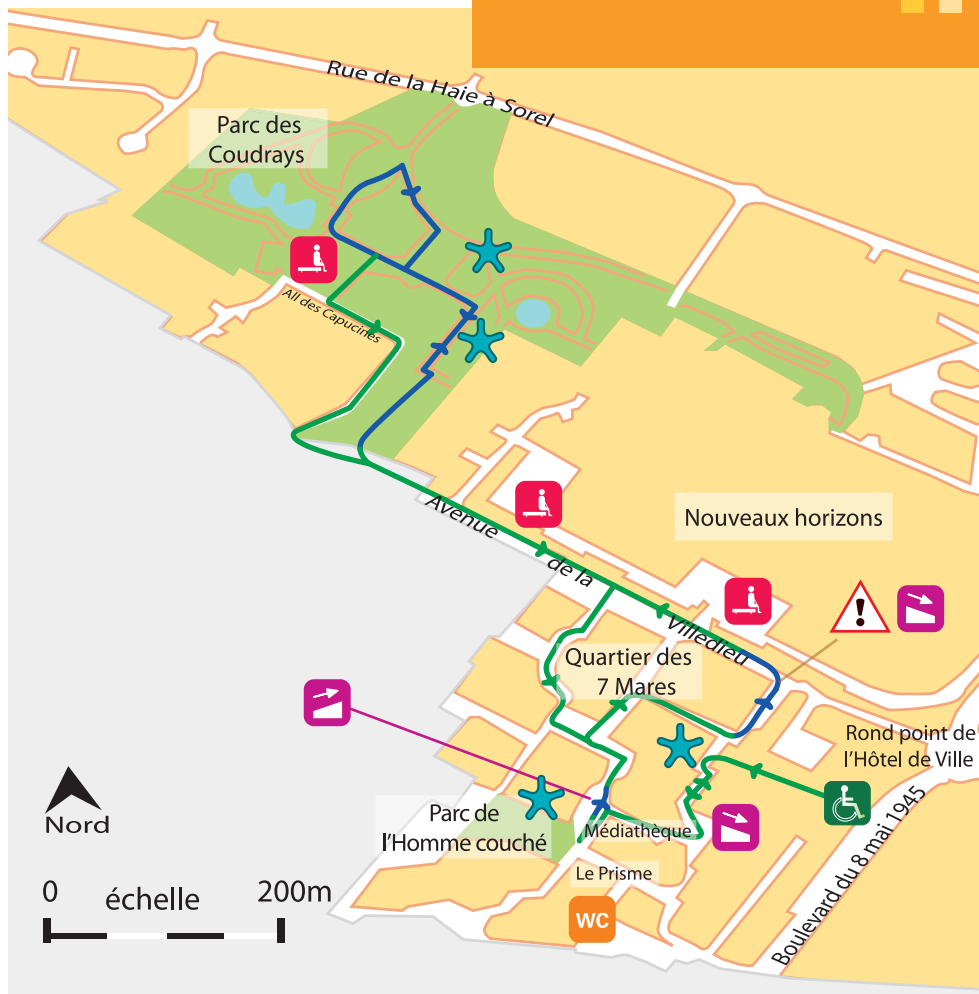 Rue de la Haie à Sorel
Parc des
Coudrays
All des Capucines
Avenue
de la
Villedieu
Nouveaux horizons
!
Quartier des
7 Mares
Rond point de
l'Hôtel de Ville
Nord
Parc de
l'Homme couché
Médiathèque
Boulevard du 8 mai 1945
Le Prisme
0 échelle 200m
WC